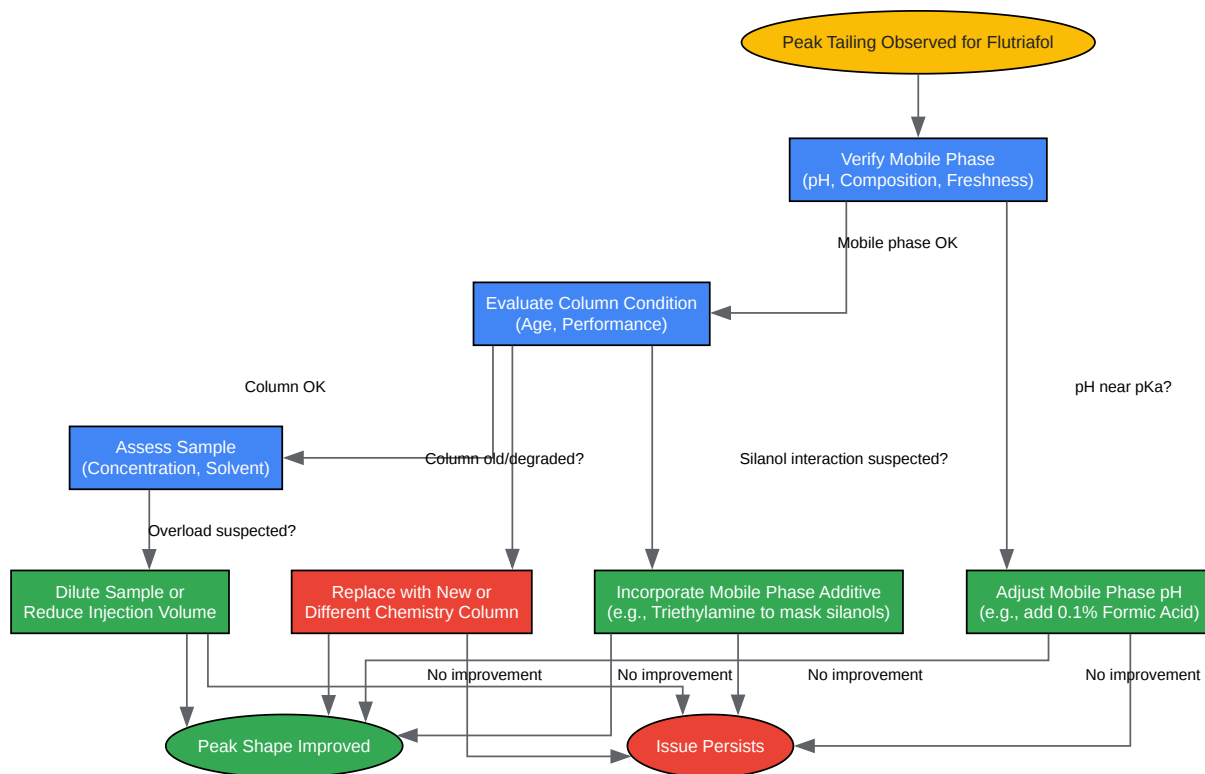 Peak Tailing Observed for Flutriafol
Verify Mobile Phase
(pH, Composition, Freshness)
Mobile phase OK
Evaluate Column Condition
(Age, Performance)
Column OK
pH near pKa?
Assess Sample
(Concentration, Solvent)
Column old/degraded?
Silanol interaction suspected?
Overload suspected?
Dilute Sample or
Reduce Injection Volume
Replace with New or
Different Chemistry Column
Incorporate Mobile Phase Additive
(e.g., Triethylamine to mask silanols)
Adjust Mobile Phase pH
(e.g., add 0.1% Formic Acid)
No improvement
No improvement
No improvement
No improvement
Peak Shape Improved
Issue Persists